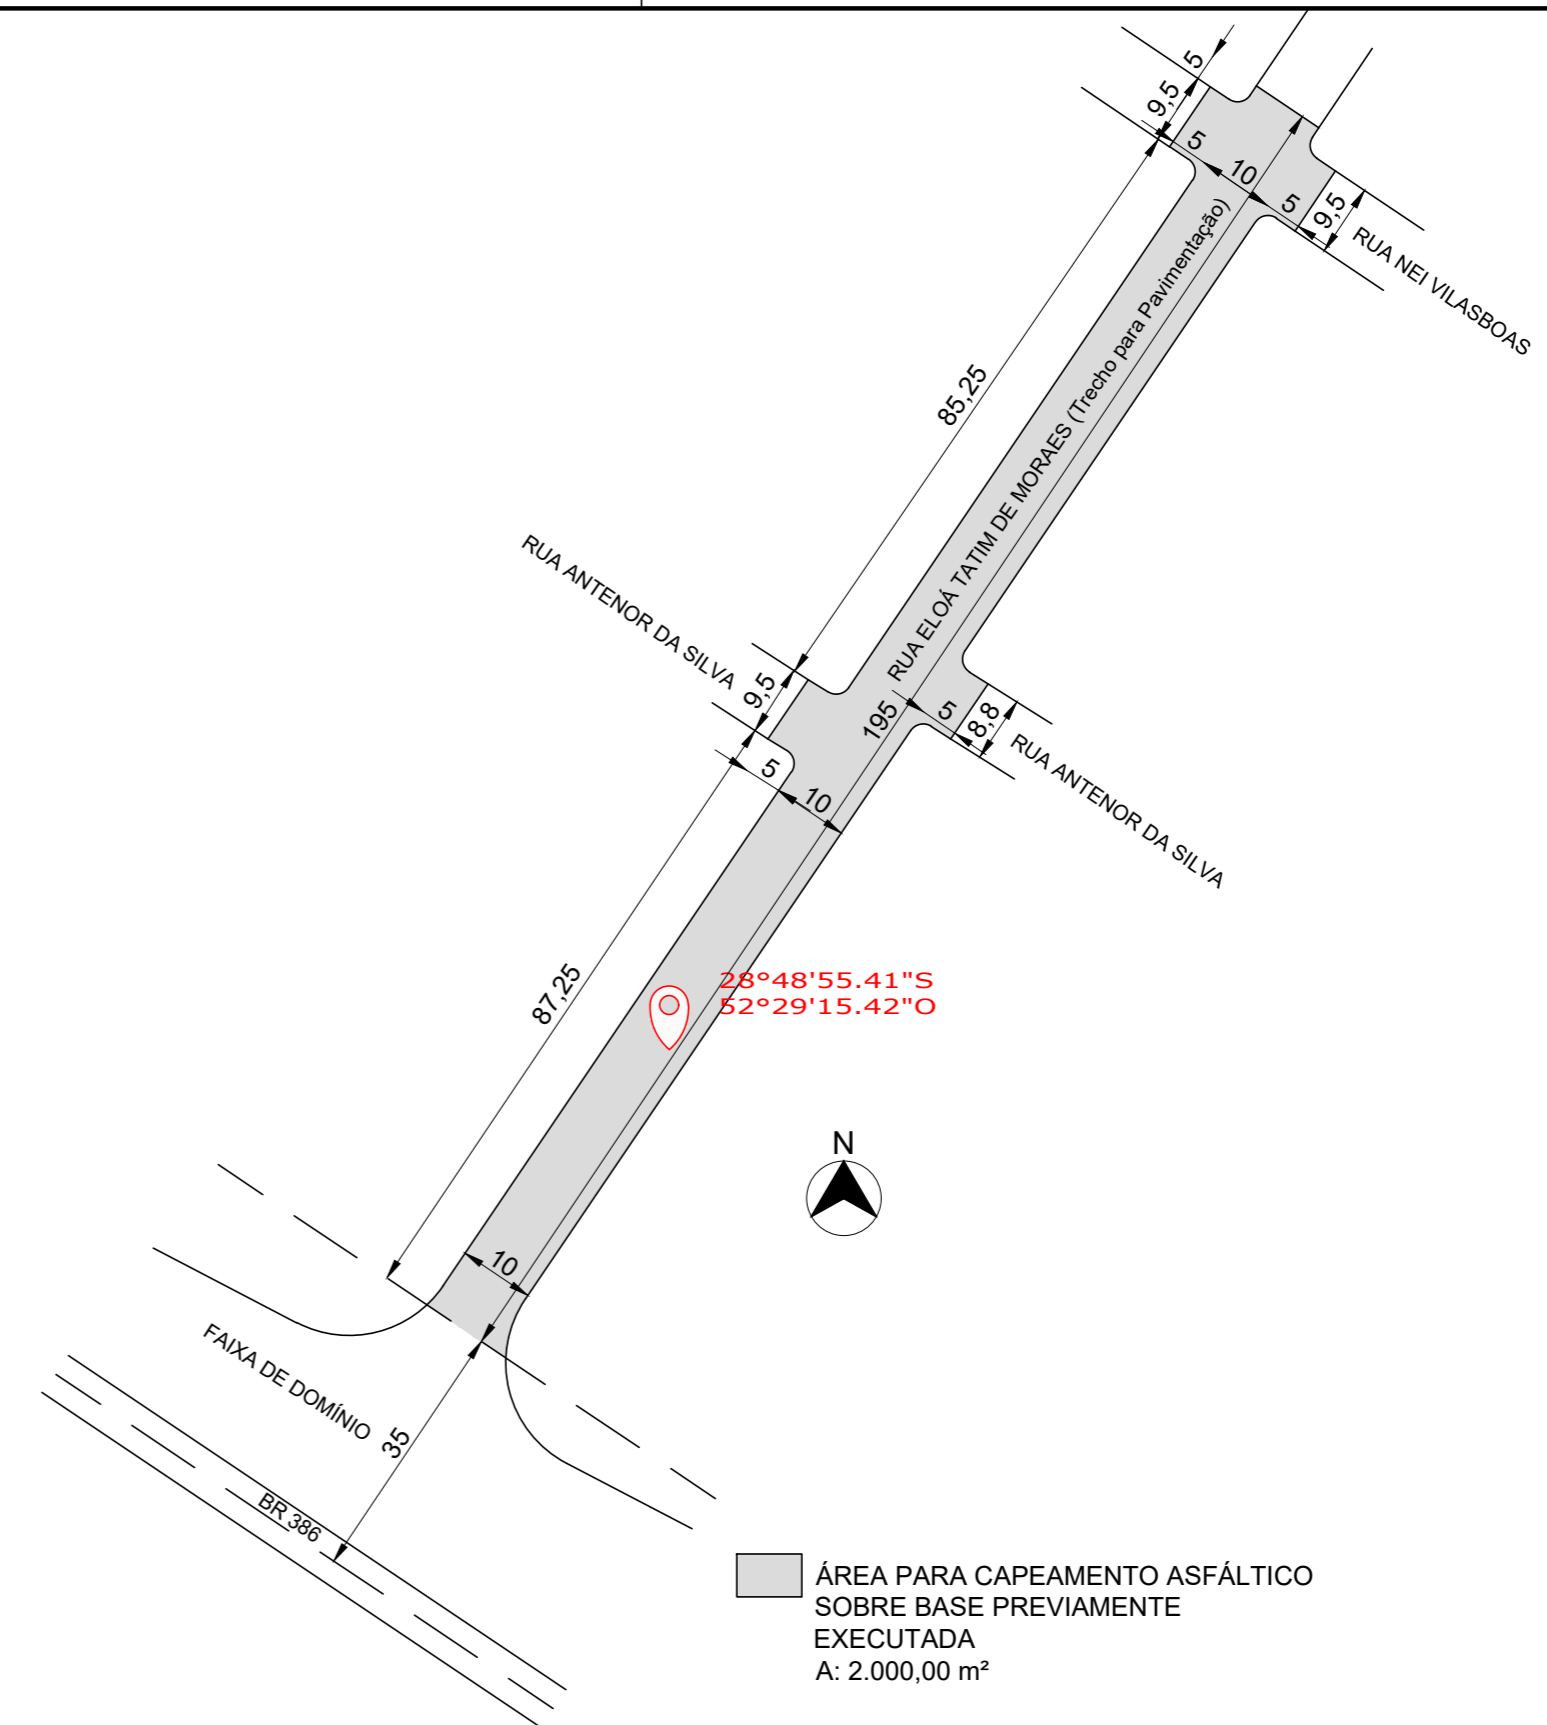 5
9,5
5
10
5
9,5
RUA NEI VILASBOAS
85,25
RUA ELOÁ TATIM DE MORAES (Trecho para Pavimentação)
RUA ANTENOR DA SILVA
9,5
195
5
8,8
RUA ANTENOR DA SILVA
5
10
87,25
28°48'55.41"S
52°29'15.42"O
N
10
FAIXA DE DOMÍNIO
35
BR 386
ÁREA PARA CAPEAMENTO ASFÁLTICO
SOBRE BASE PREVIAMENTE
EXECUTADA
A: 2.000,00 m²